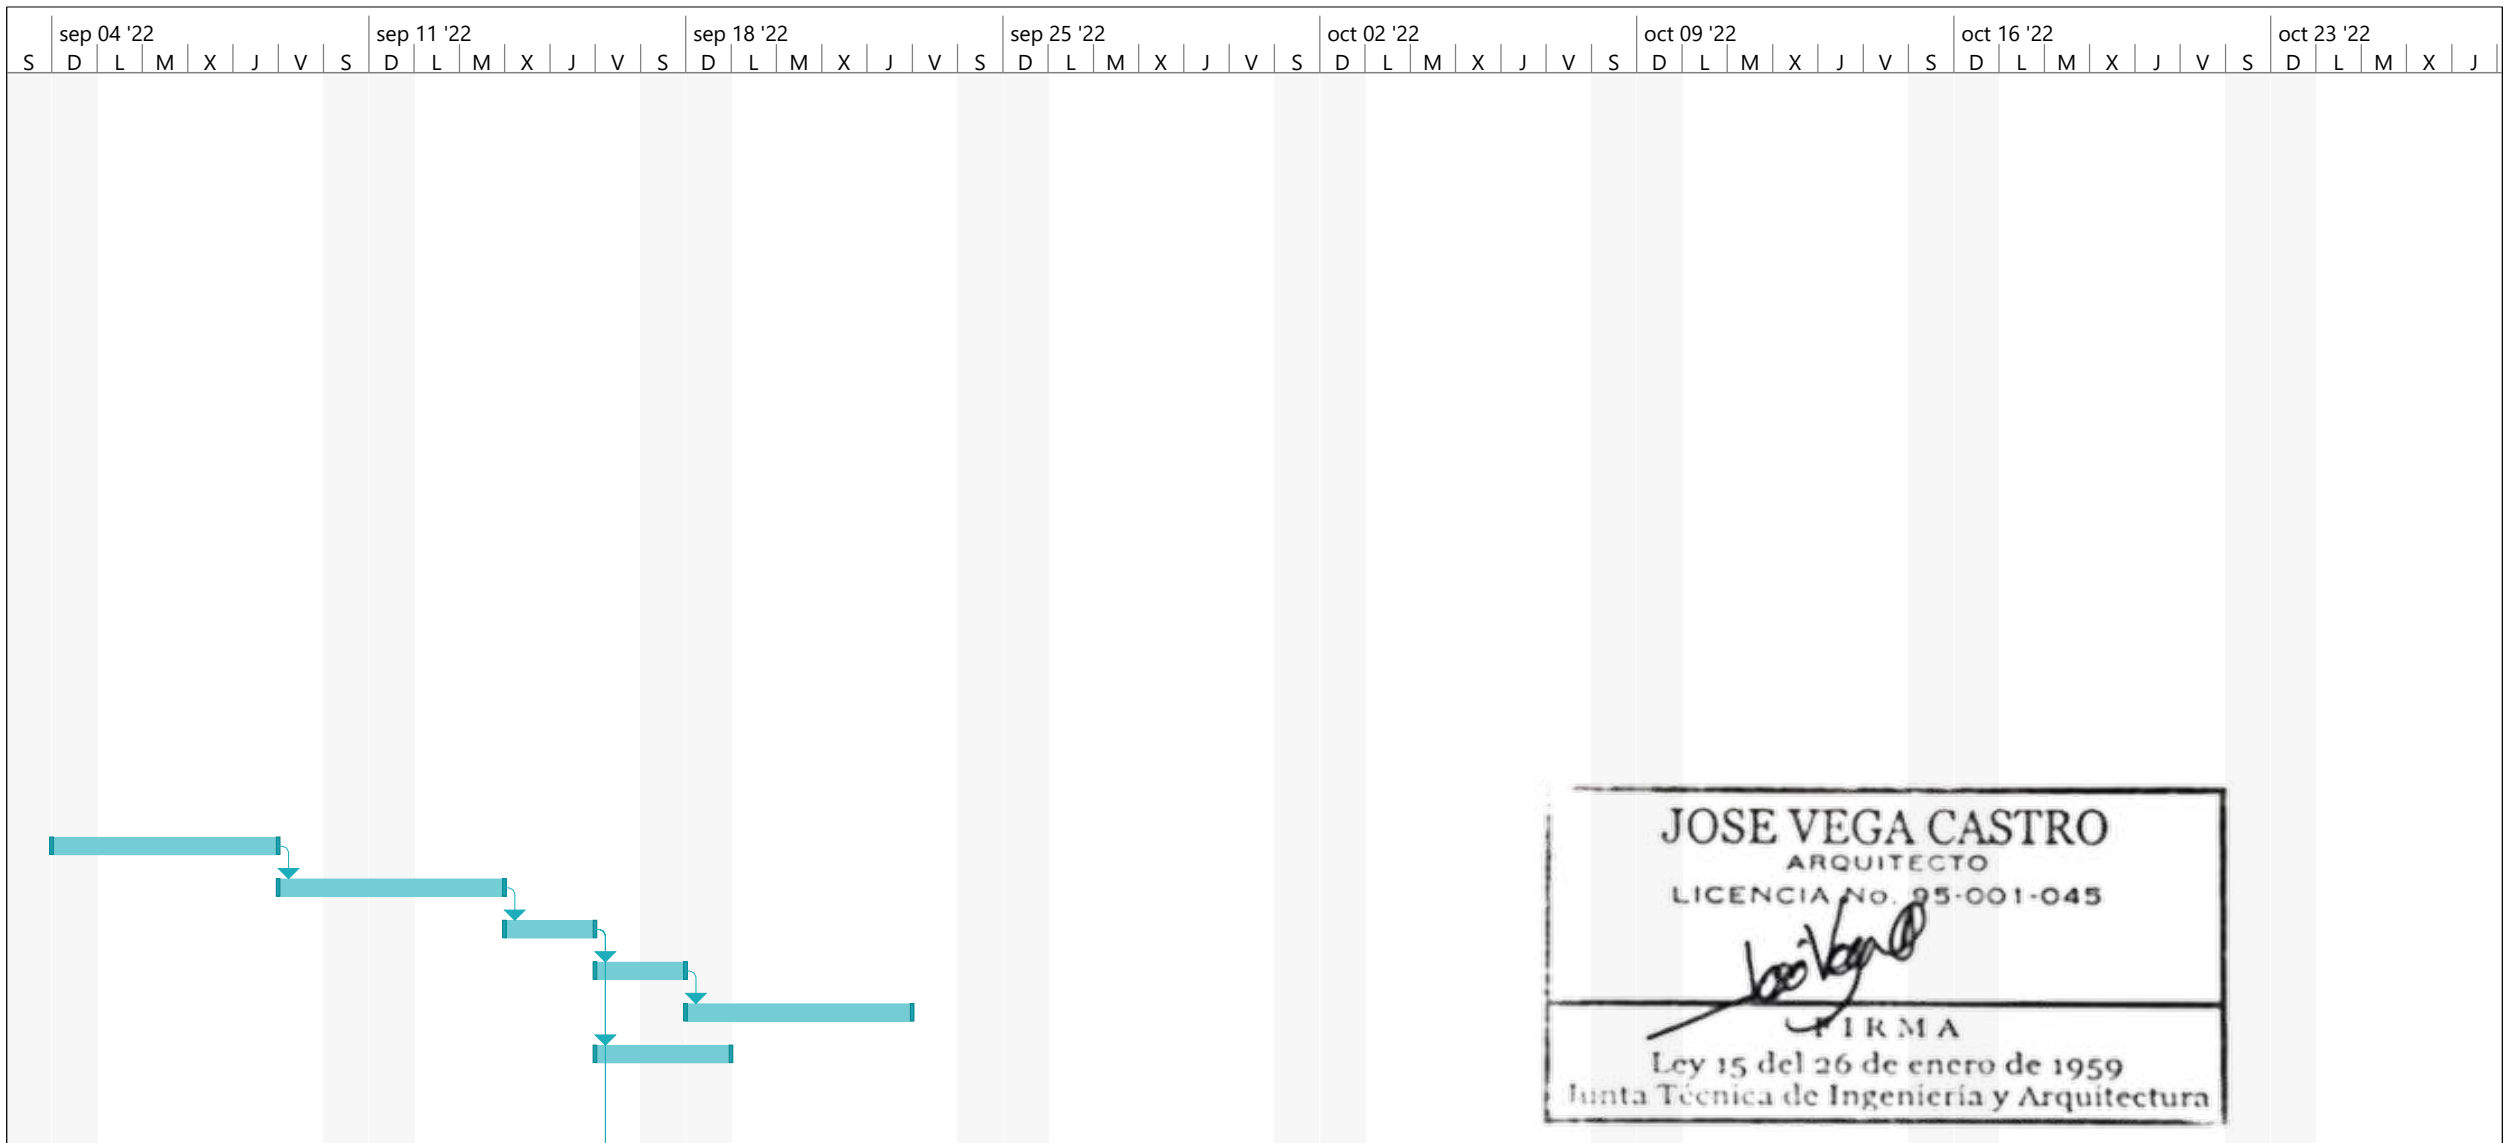 sep 04 '22 sep 11 '22 sep 18 '22 sep 25 '22 oct 02 '22 oct 09 '22 oct 16 '22 oct 23 '22
S D L M X J V S D L M X J V S D L M X J V S D L M X J V S D L M X J V S D L M X J V S D L M X J V S D L M X J
JOSE VEGA CASTRO
ARQUITECTO
LICENCIA No. 95-001-045
Jose Vega
FIRMA
Ley 15 del 26 de enero de 1959
Junta Técnica de Ingeniería y Arquitectura